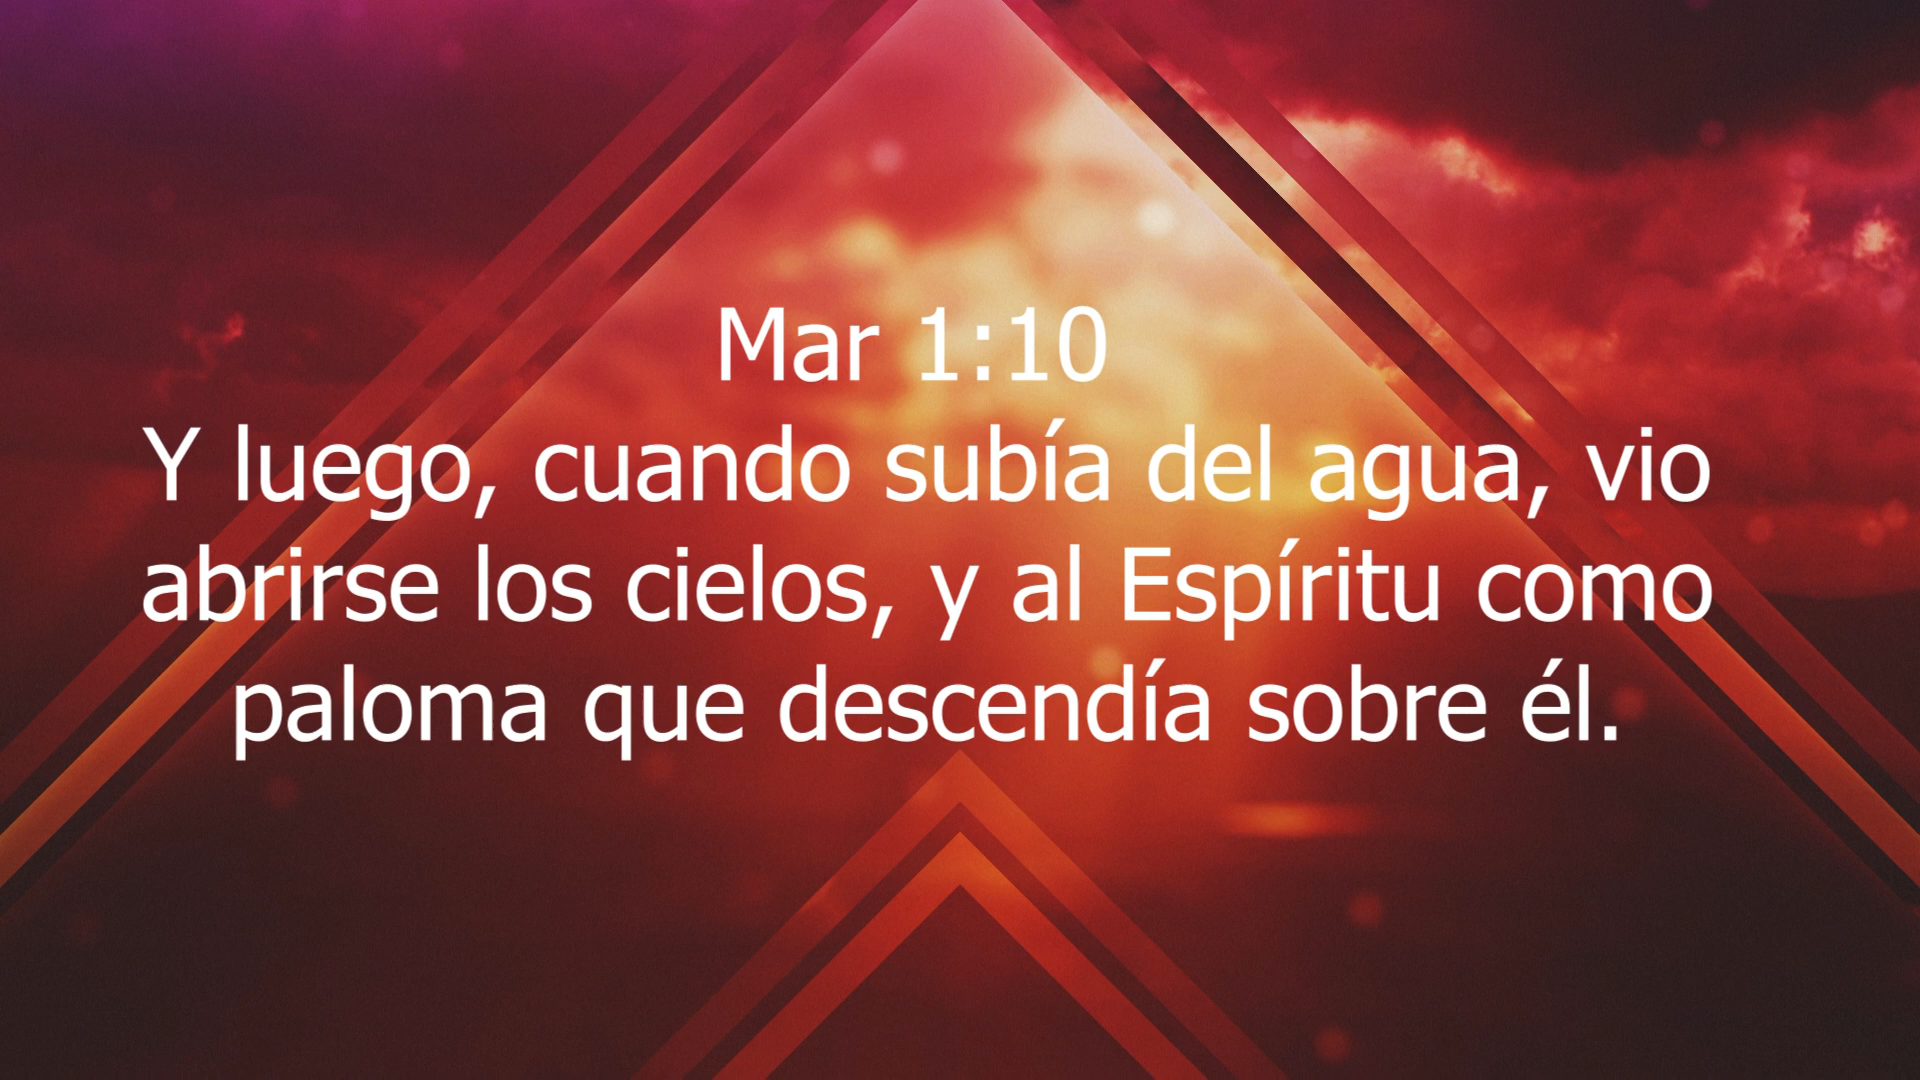 Mar 1:10
Y luego, cuando subía del agua, vio
abrirse los cielos, y al Espíritu como
paloma que descendía sobre él.